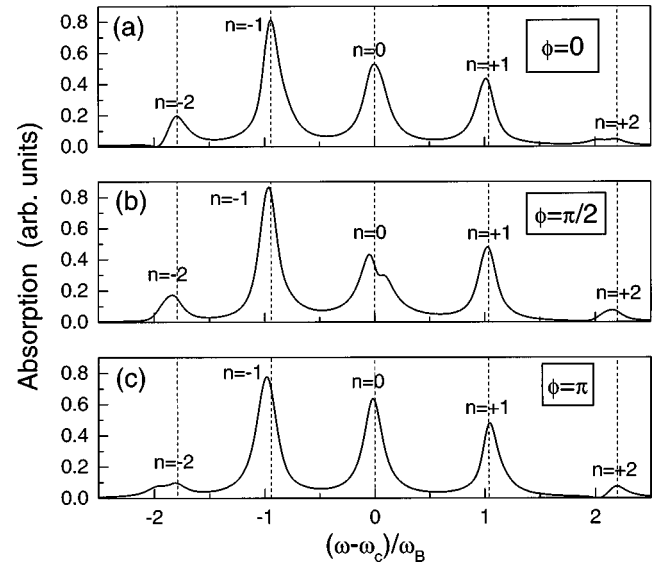 Absorption (arb. units)
(a)
n=-2
n=-1
n=0
n=+1
n=+2
ϕ=0
0.8
0.6
0.4
0.2
0.0
(b)
n=-2
n=-1
n=0
n=+1
n=+2
ϕ=π/2
0.8
0.6
0.4
0.2
0.0
(c)
n=-2
n=-1
n=0
n=+1
n=+2
ϕ=π
0.8
0.6
0.4
0.2
0.0
-2 -1 0 1 2
(ω-ω_c)/ω_B